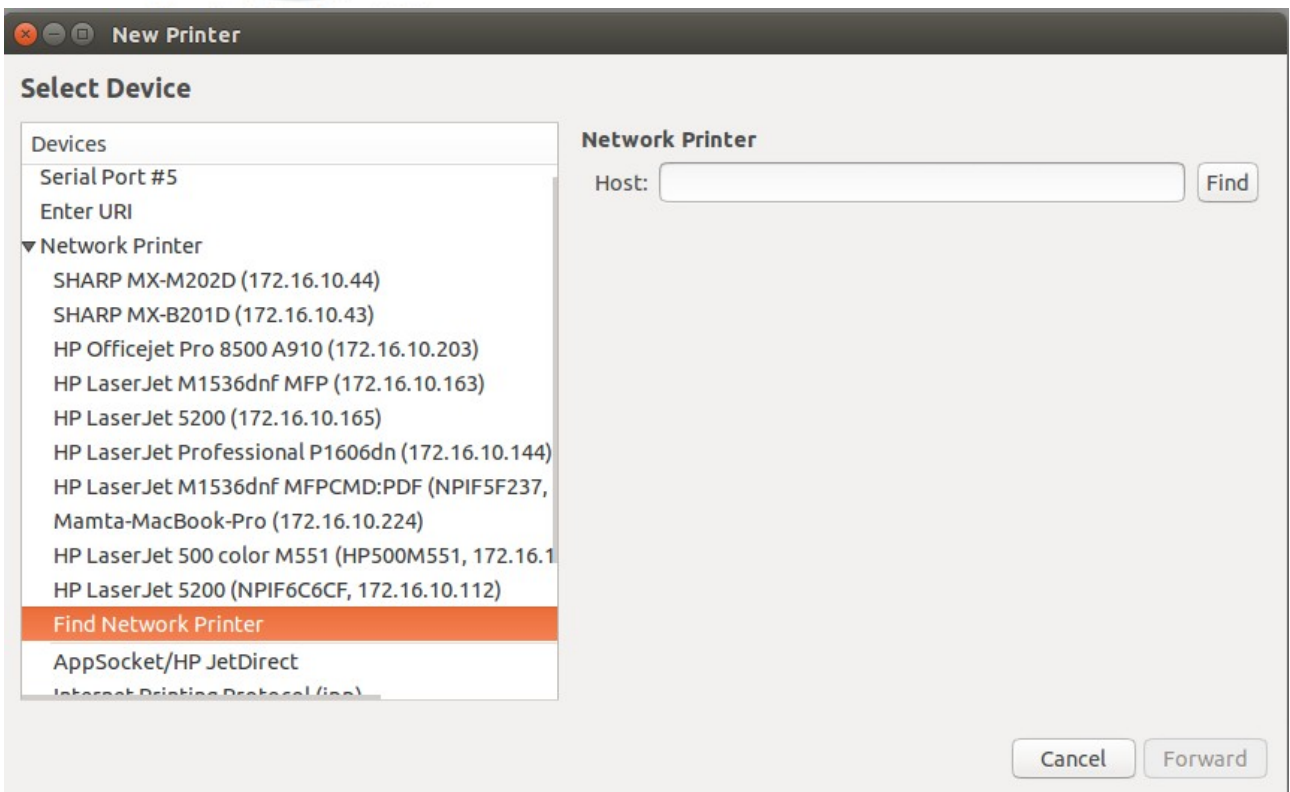 New Printer
Select Device
Devices
Serial Port #5
Enter URI
Network Printer
SHARP MX-M202D (172.16.10.44)
SHARP MX-B201D (172.16.10.43)
HP Officejet Pro 8500 A910 (172.16.10.203)
HP LaserJet M1536dnf MFP (172.16.10.163)
HP LaserJet 5200 (172.16.10.165)
HP LaserJet Professional P1606dn (172.16.10.144)
HP LaserJet M1536dnf MFPCMD:PDF (NPIF5F237,
Mamta-MacBook-Pro (172.16.10.224)
HP LaserJet 500 color M551 (HP500M551, 172.16.1
HP LaserJet 5200 (NPIF6C6CF, 172.16.10.112)
Find Network Printer
AppSocket/HP JetDirect
Internet Printing Protocol (ipp)
Network Printer
Host:
Find
Cancel
Forward